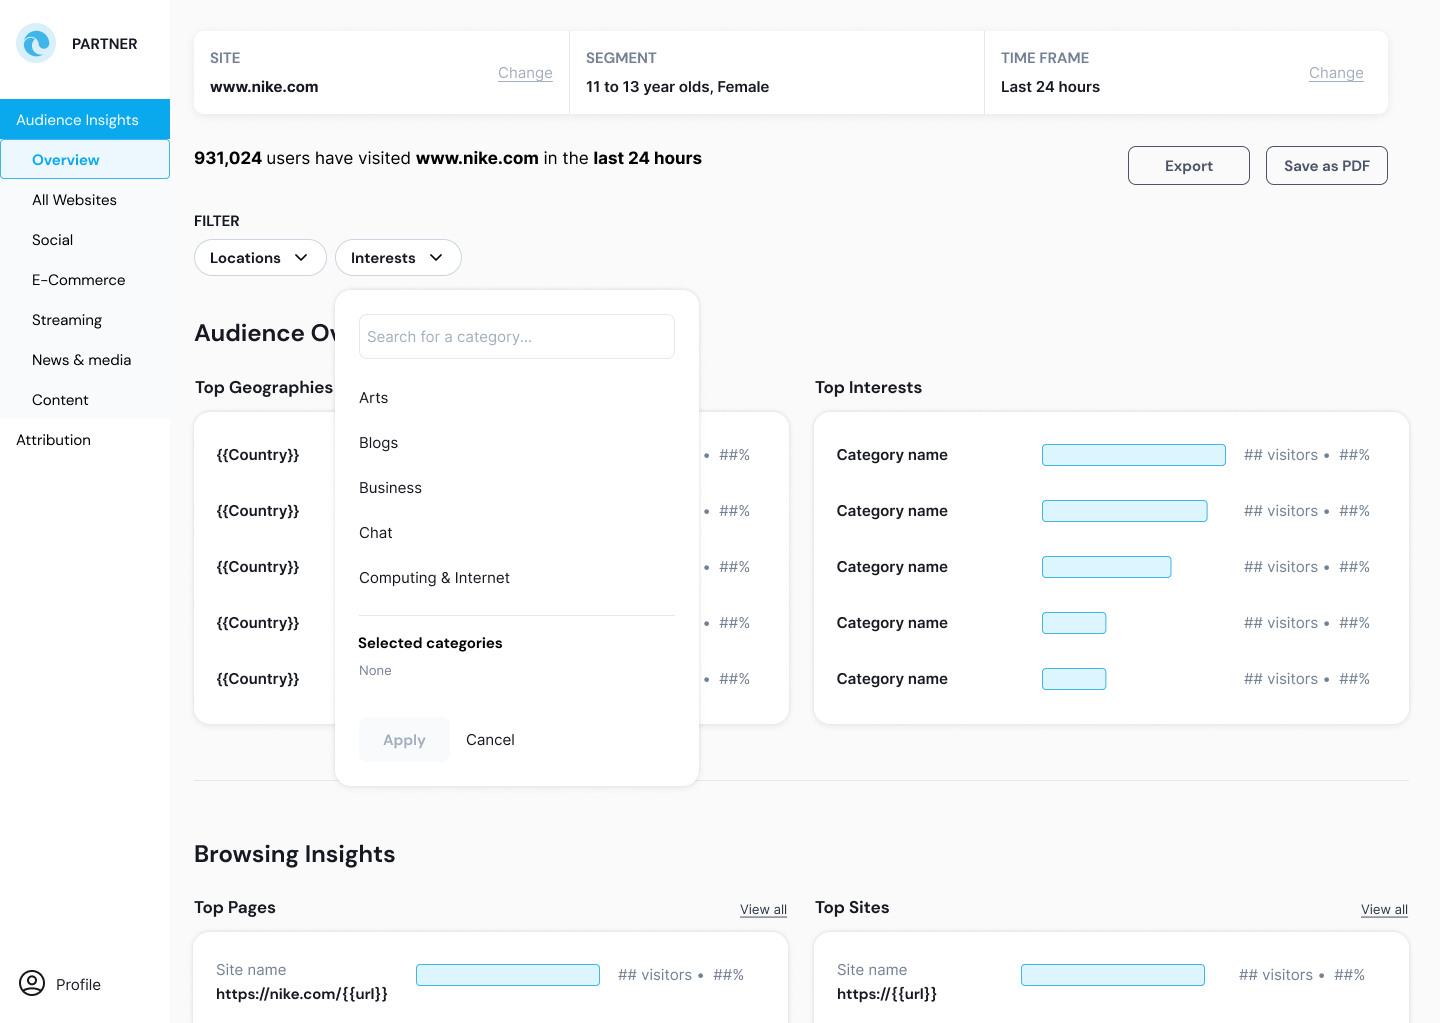 PARTNER
Audience Insights
Overview
All Websites
Social
E-Commerce
Streaming
News & media
Content
Attribution
Profile
SITE
www.nike.com
Change
SEGMENT
11 to 13 year olds, Female
TIME FRAME
Last 24 hours
Change
931,024 users have visited www.nike.com in the last 24 hours
Export
Save as PDF
FILTER
Locations
Interests
Search for a category...
Arts
Blogs
Business
Chat
Computing & Internet
Selected categories
None
Apply
Cancel
Audience Ov
Top Geographies
{{Country}} • ##%
{{Country}} • ##%
{{Country}} • ##%
{{Country}} • ##%
{{Country}} • ##%
Top Interests
Category name ## visitors • ##%
Category name ## visitors • ##%
Category name ## visitors • ##%
Category name ## visitors • ##%
Category name ## visitors • ##%
Browsing Insights
Top Pages
View all
Site name
https://nike.com/{{url}}
## visitors • ##%
Top Sites
View all
Site name
https://{{url}}
## visitors • ##%